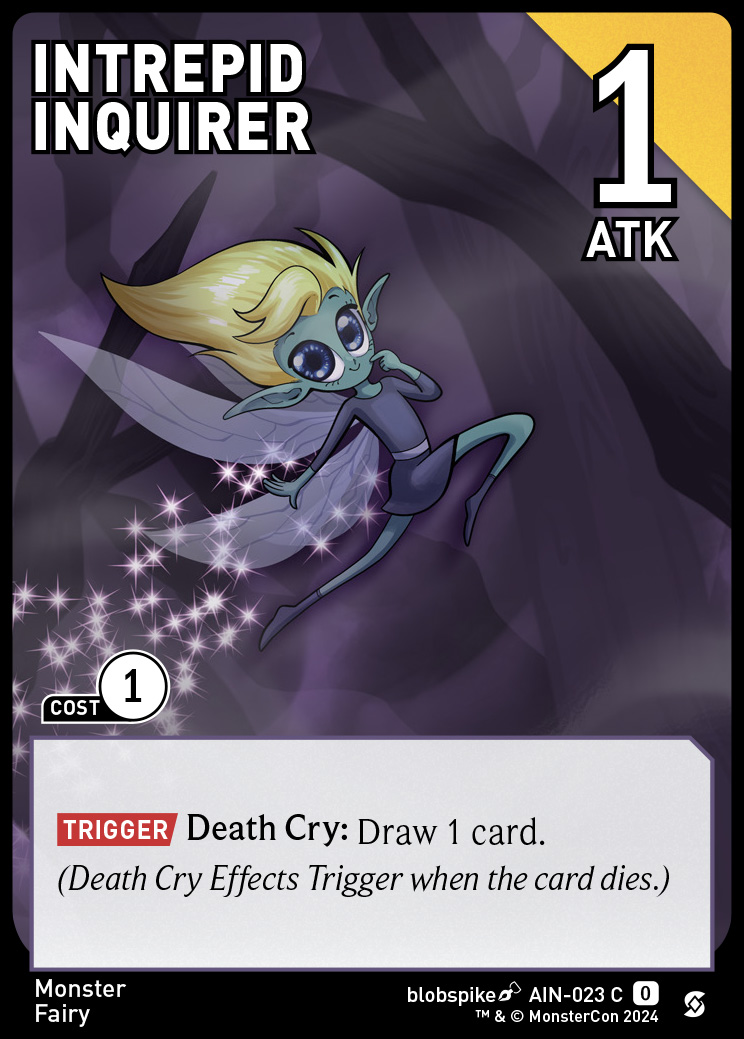 INTREPID
INQUIRER
1
ATK
COST 1
TRIGGER Death Cry: Draw 1 card.
(Death Cry Effects Trigger when the card dies.)
Monster
Fairy
blobspike AIN-023 C 0
™ & © MonsterCon 2024